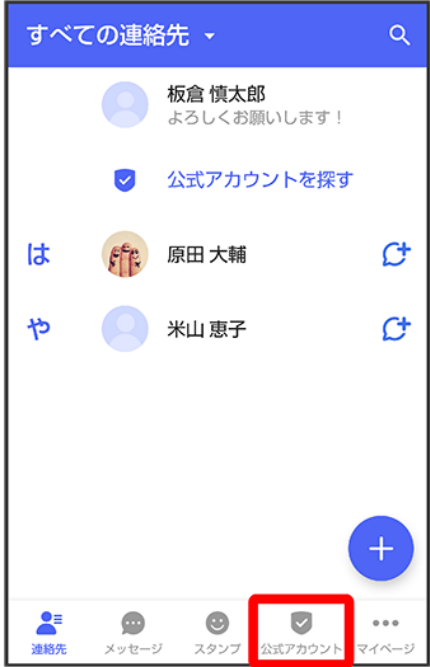 すべての連絡先
板倉 慎太郎
よろしくお願いします！
公式アカウントを探す
は
原田 大輔
や
米山 恵子
連絡先
メッセージ
スタンプ
公式アカウント
マイページ